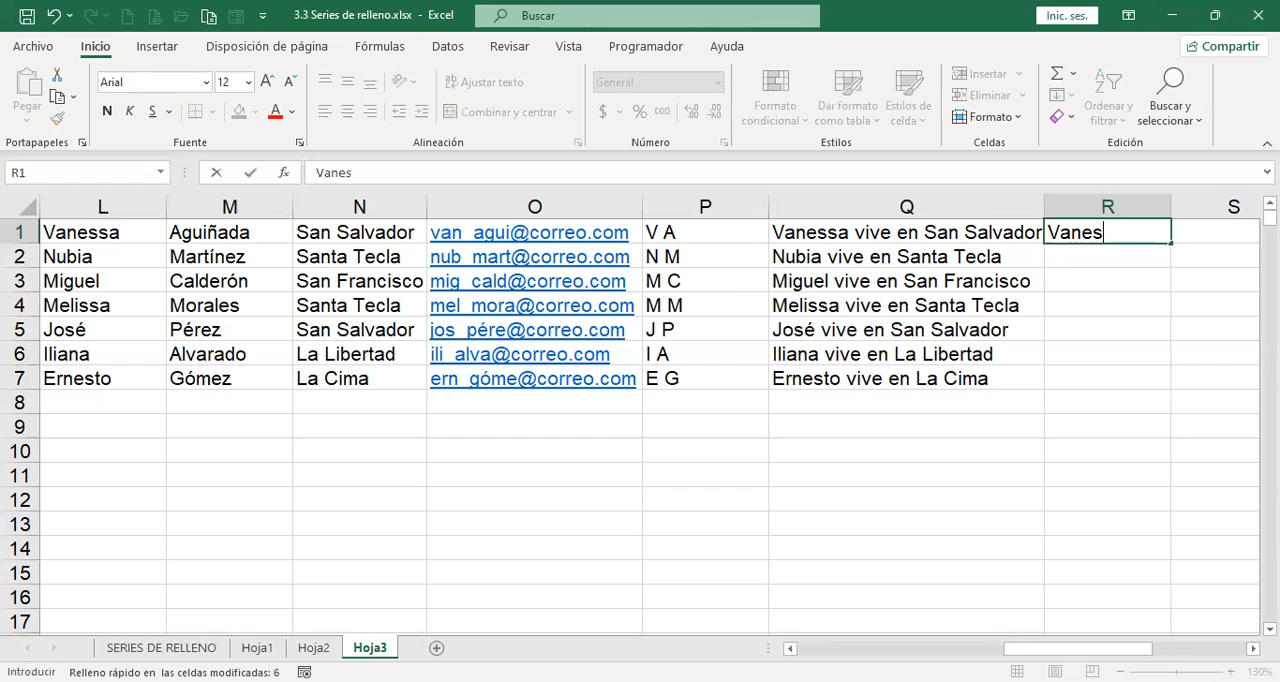 3.3 Series de relleno.xlsx - Excel
Buscar
Inic. ses.
Archivo Inicio Insertar Disposición de página Fórmulas Datos Revisar Vista Programador Ayuda Compartir
Pegar
Portapapeles
Arial 12
N K S
Fuente
Ajustar texto
Combinar y centrar
Alineación
General
$ % 000
Número
Formato condicional
Dar formato como tabla
Estilos de celda
Estilos
Insertar
Eliminar
Formato
Celdas
Ordenar y filtrar
Buscar y seleccionar
Edición
R1 fx Vanes
L M N O P Q R S
1 Vanessa Aguiñada San Salvador van_agui@correo.com V A Vanessa vive en San Salvador Vanes
2 Nubia Martínez Santa Tecla nub_mart@correo.com N M Nubia vive en Santa Tecla
3 Miguel Calderón San Francisco mig_cald@correo.com M C Miguel vive en San Francisco
4 Melissa Morales Santa Tecla mel_mora@correo.com M M Melissa vive en Santa Tecla
5 José Pérez San Salvador jos_pére@correo.com J P José vive en San Salvador
6 Iliana Alvarado La Libertad ili_alva@correo.com I A Iliana vive en La Libertad
7 Ernesto Gómez La Cima ern_góme@correo.com E G Ernesto vive en La Cima
8
9
10
11
12
13
14
15
16
17
SERIES DE RELLENO Hoja1 Hoja2 Hoja3
Introducir Relleno rápido en las celdas modificadas: 6 130%